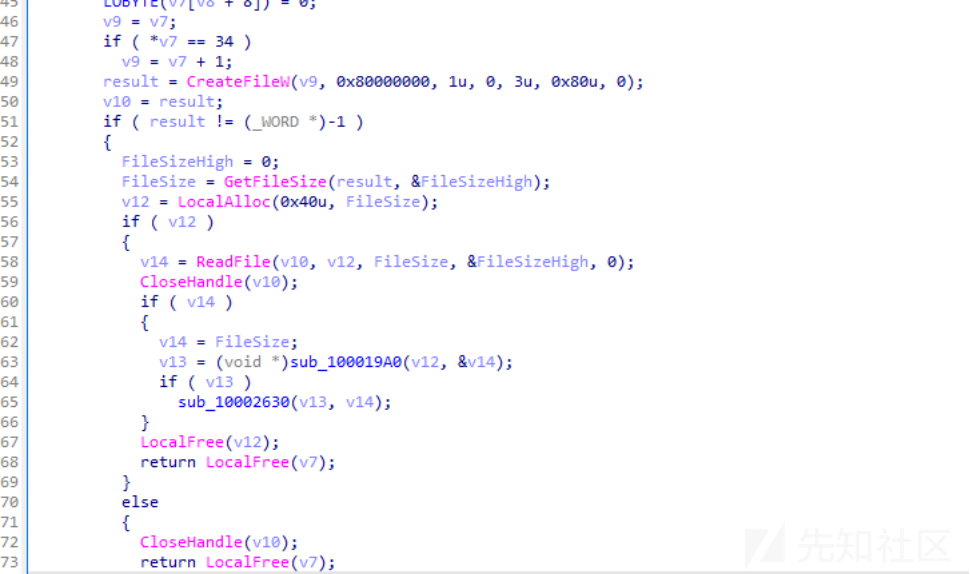 45 LOBYTE(v7[v8 + 8]) = 0;
46 v9 = v7;
47 if ( *v7 == 34 )
48 v9 = v7 + 1;
49 result = CreateFileW(v9, 0x80000000, 1u, 0, 3u, 0x80u, 0);
50 v10 = result;
51 if ( result != (_WORD *)-1 )
52 {
53 FileSizeHigh = 0;
54 FileSize = GetFileSize(result, &FileSizeHigh);
55 v12 = LocalAlloc(0x40u, FileSize);
56 if ( v12 )
57 {
58 v14 = ReadFile(v10, v12, FileSize, &FileSizeHigh, 0);
59 CloseHandle(v10);
60 if ( v14 )
61 {
62 v14 = FileSize;
63 v13 = (void *)sub_100019A0(v12, &v14);
64 if ( v13 )
65 sub_10002630(v13, v14);
66 }
67 LocalFree(v12);
68 return LocalFree(v7);
69 }
70 else
71 {
72 CloseHandle(v10);
73 return LocalFree(v7);
先知社区